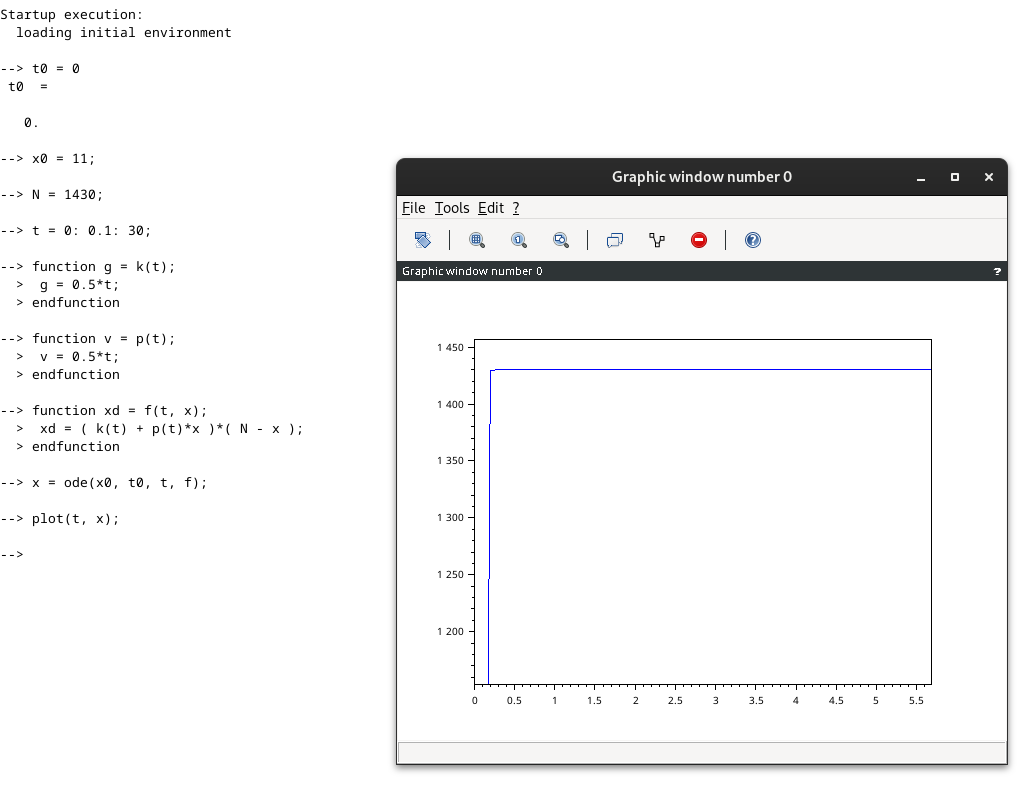 Startup execution:
loading initial environment
--> t0 = 0
t0  =
0.
--> x0 = 11;
--> N = 1430;
--> t = 0: 0.1: 30;
--> function g = k(t);
>  g = 0.5*t;
> endfunction
--> function v = p(t);
>  v = 0.5*t;
> endfunction
--> function xd = f(t, x);
>  xd = ( k(t) + p(t)*x )*( N - x );
> endfunction
--> x = ode(x0, t0, t, f);
--> plot(t, x);
-->
Graphic window number 0
File Tools Edit ?
Graphic window number 0 ?
1 450
1 400
1 350
1 300
1 250
1 200
0 0.5 1 1.5 2 2.5 3 3.5 4 4.5 5 5.5